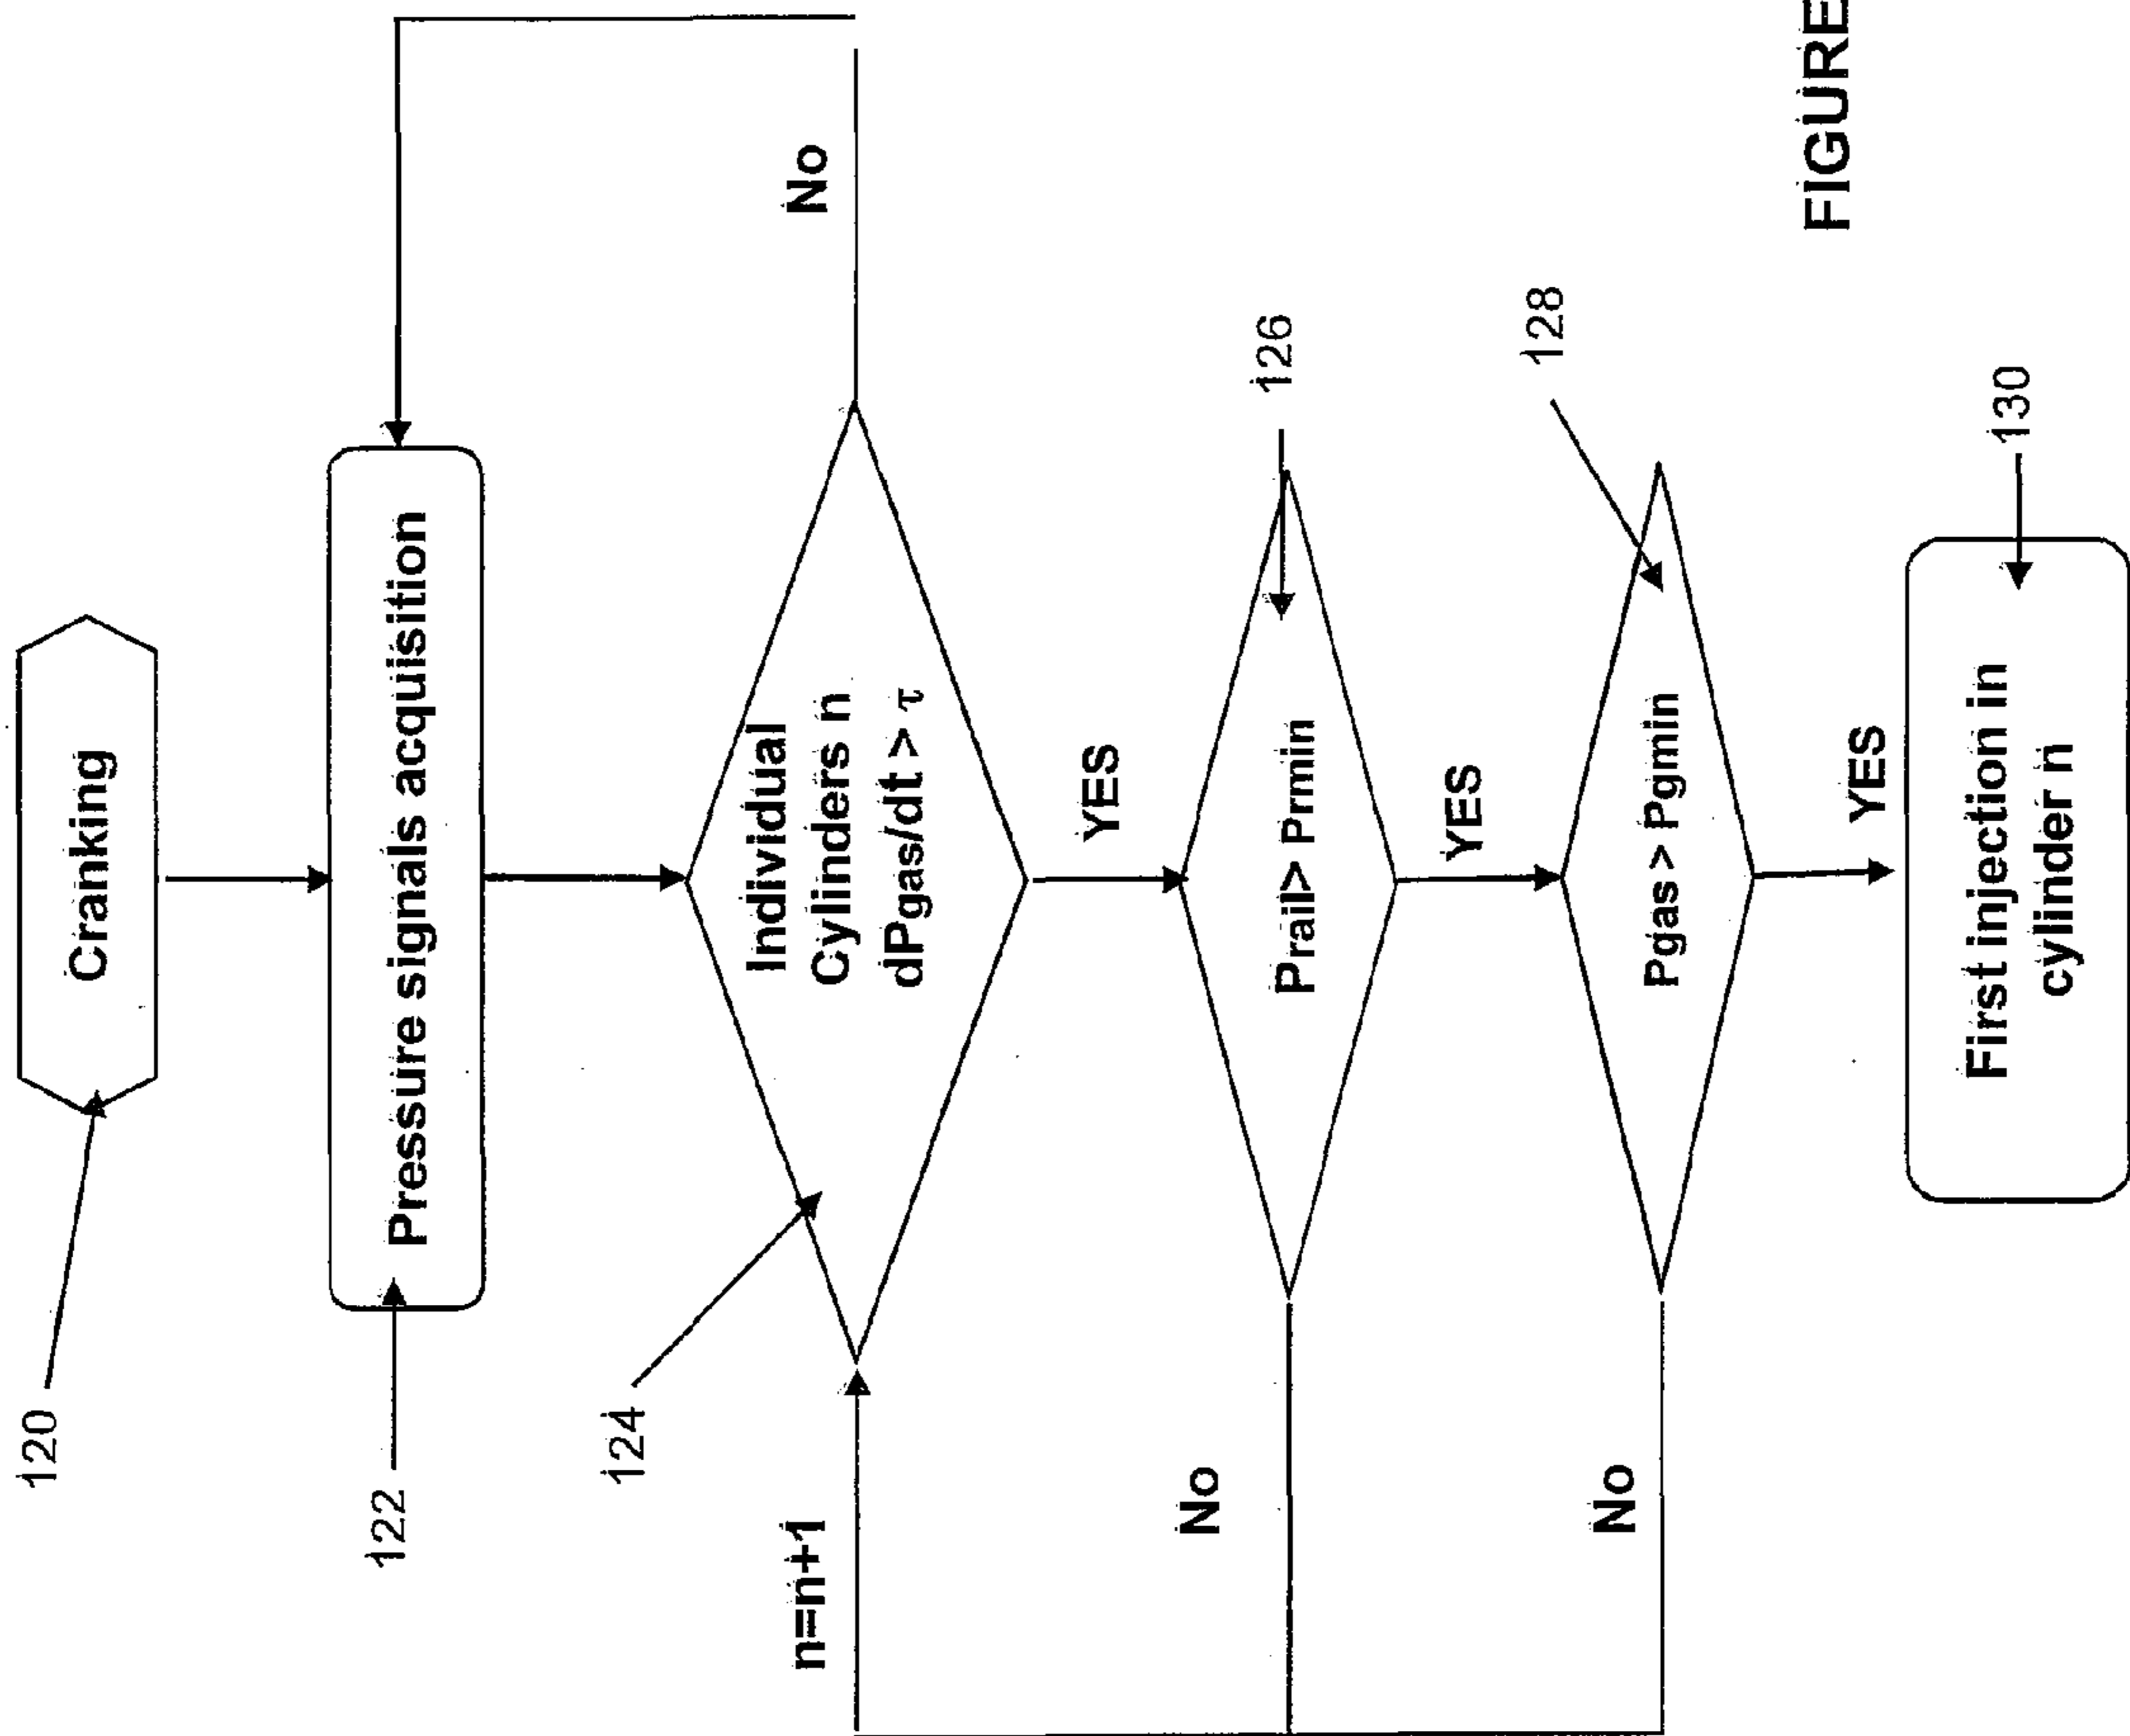 120
Cranking
122
Pressure signals acquisition
124
Individual
Cylinders n
dPgas/dt > τ
No
n=n+1
YES
126
Prail> Prmin
No
YES
128
Pgas > Pgmin
No
YES
130
First injection in
cylinder n
FIGURE